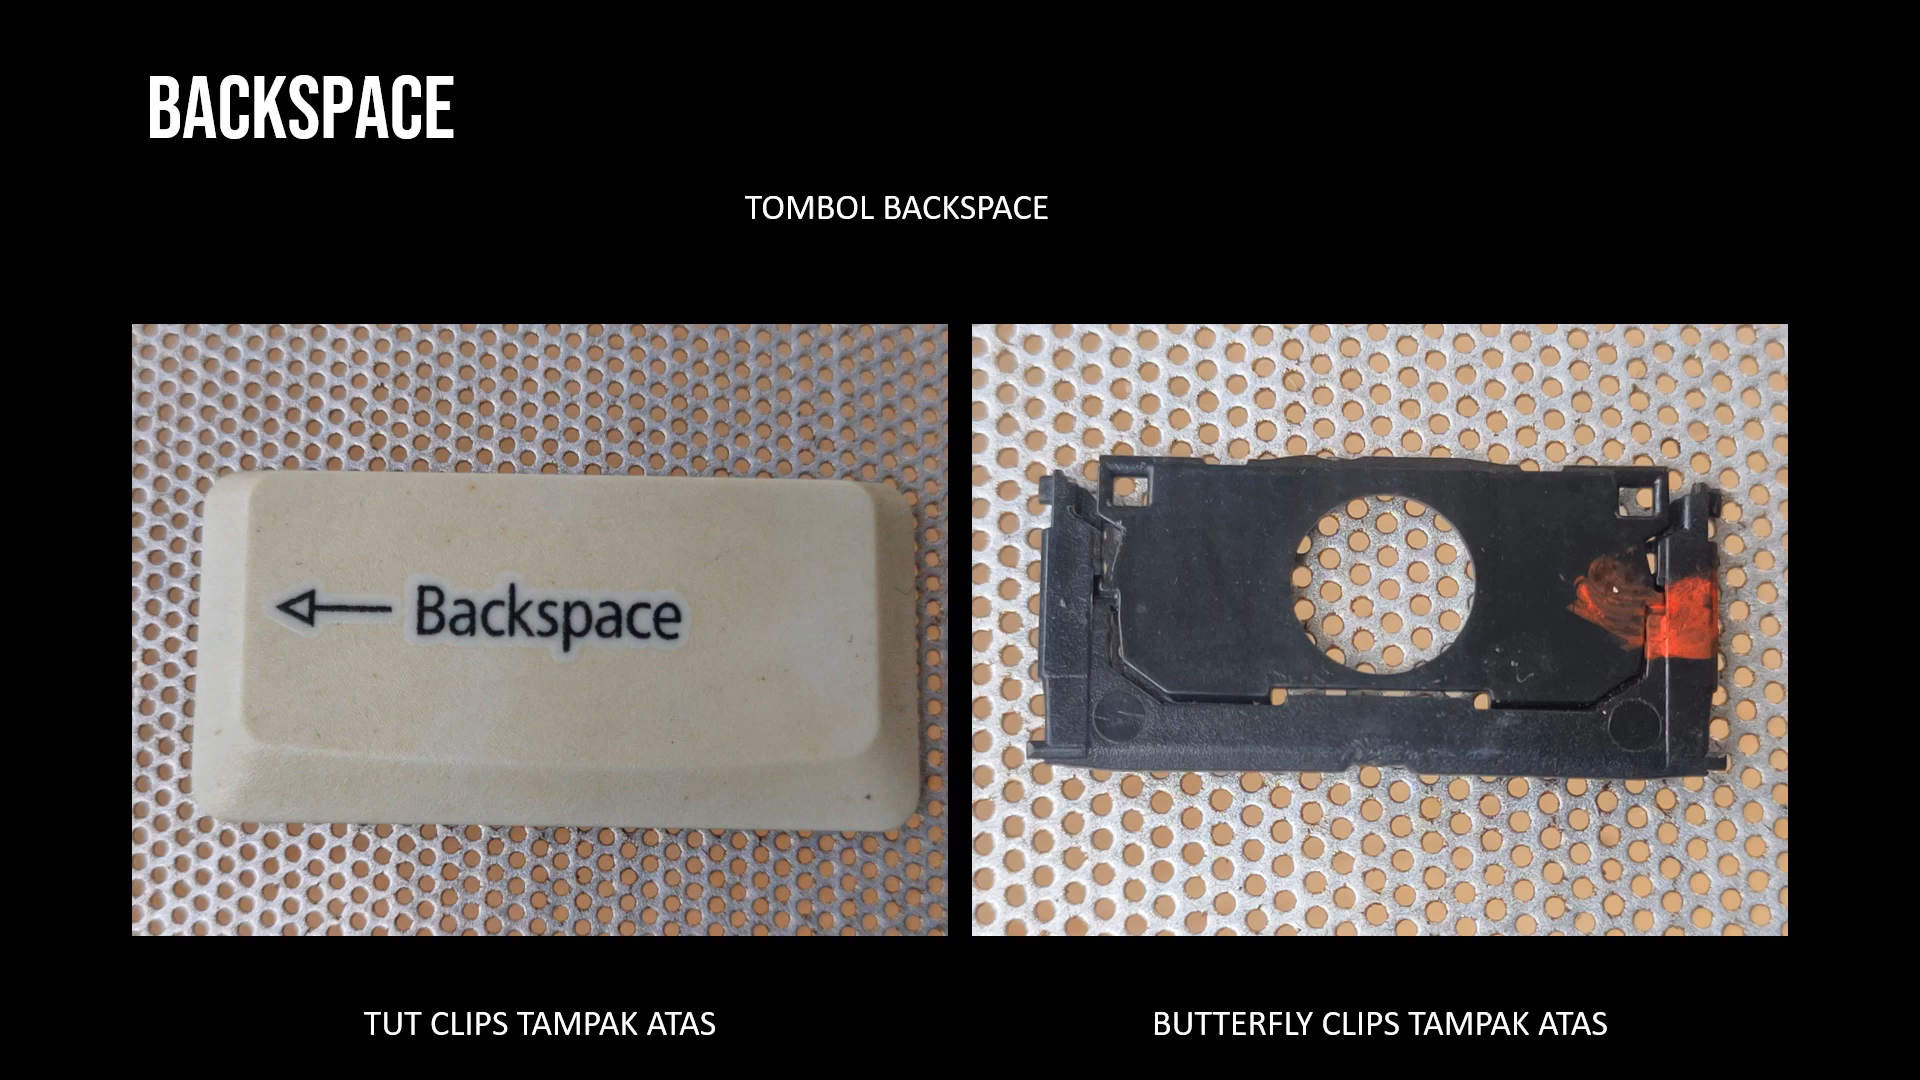 BACKSPACE
TOMBOL BACKSPACE
Backspace
TUT CLIPS TAMPAK ATAS
BUTTERFLY CLIPS TAMPAK ATAS